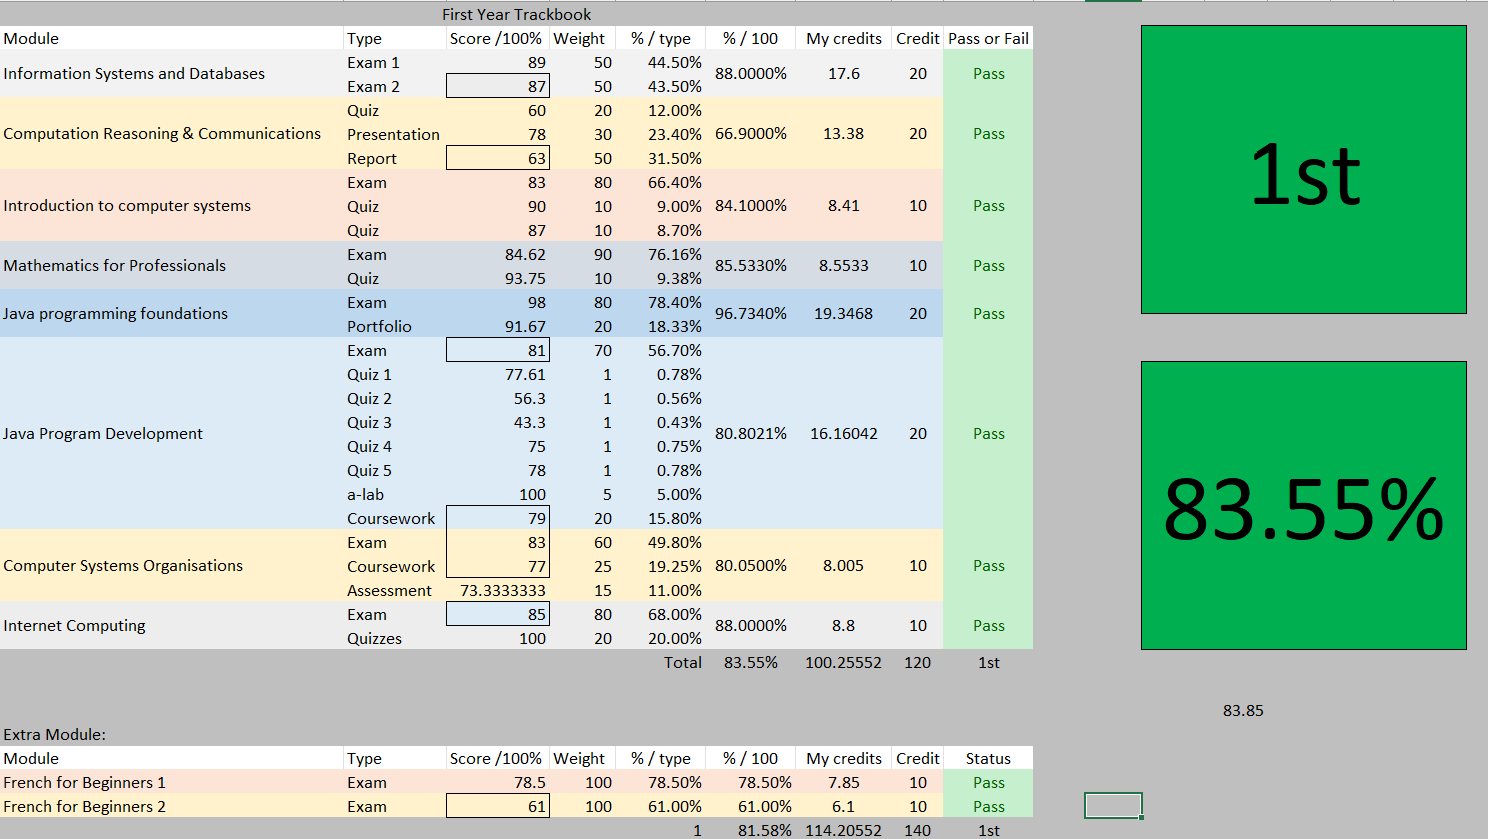 First Year Trackbook
Module Type Score /100% Weight % / type % / 100 My credits Credit Pass or Fail
Information Systems and Databases Exam 1 89 50 44.50% 88.0000% 17.6 20 Pass
Exam 2 87 50 43.50%
Quiz 60 20 12.00%
Computation Reasoning & Communications Presentation 78 30 23.40% 66.9000% 13.38 20 Pass
Report 63 50 31.50%
Exam 83 80 66.40%
Introduction to computer systems Quiz 90 10 9.00% 84.1000% 8.41 10 Pass
Quiz 87 10 8.70%
Mathematics for Professionals Exam 84.62 90 76.16% 85.5330% 8.5533 10 Pass
Quiz 93.75 10 9.38%
Java programming foundations Exam 98 80 78.40% 96.7340% 19.3468 20 Pass
Portfolio 91.67 20 18.33%
Exam 81 70 56.70%
Quiz 1 77.61 1 0.78%
Quiz 2 56.3 1 0.56%
Quiz 3 43.3 1 0.43%
Java Program Development Quiz 4 75 1 0.75% 80.8021% 16.16042 20 Pass
Quiz 5 78 1 0.78%
a-lab 100 5 5.00%
Coursework 79 20 15.80%
Exam 83 60 49.80%
Computer Systems Organisations Coursework 77 25 19.25% 80.0500% 8.005 10 Pass
Assessment 73.3333333 15 11.00%
Internet Computing Exam 85 80 68.00% 88.0000% 8.8 10 Pass
Quizzes 100 20 20.00%
Total 83.55% 100.25552 120 1st
1st
83.55%
83.85
Extra Module:
Module Type Score /100% Weight % / type % / 100 My credits Credit Status
French for Beginners 1 Exam 78.5 100 78.50% 78.50% 7.85 10 Pass
French for Beginners 2 Exam 61 100 61.00% 61.00% 6.1 10 Pass
1 81.58% 114.20552 140 1st